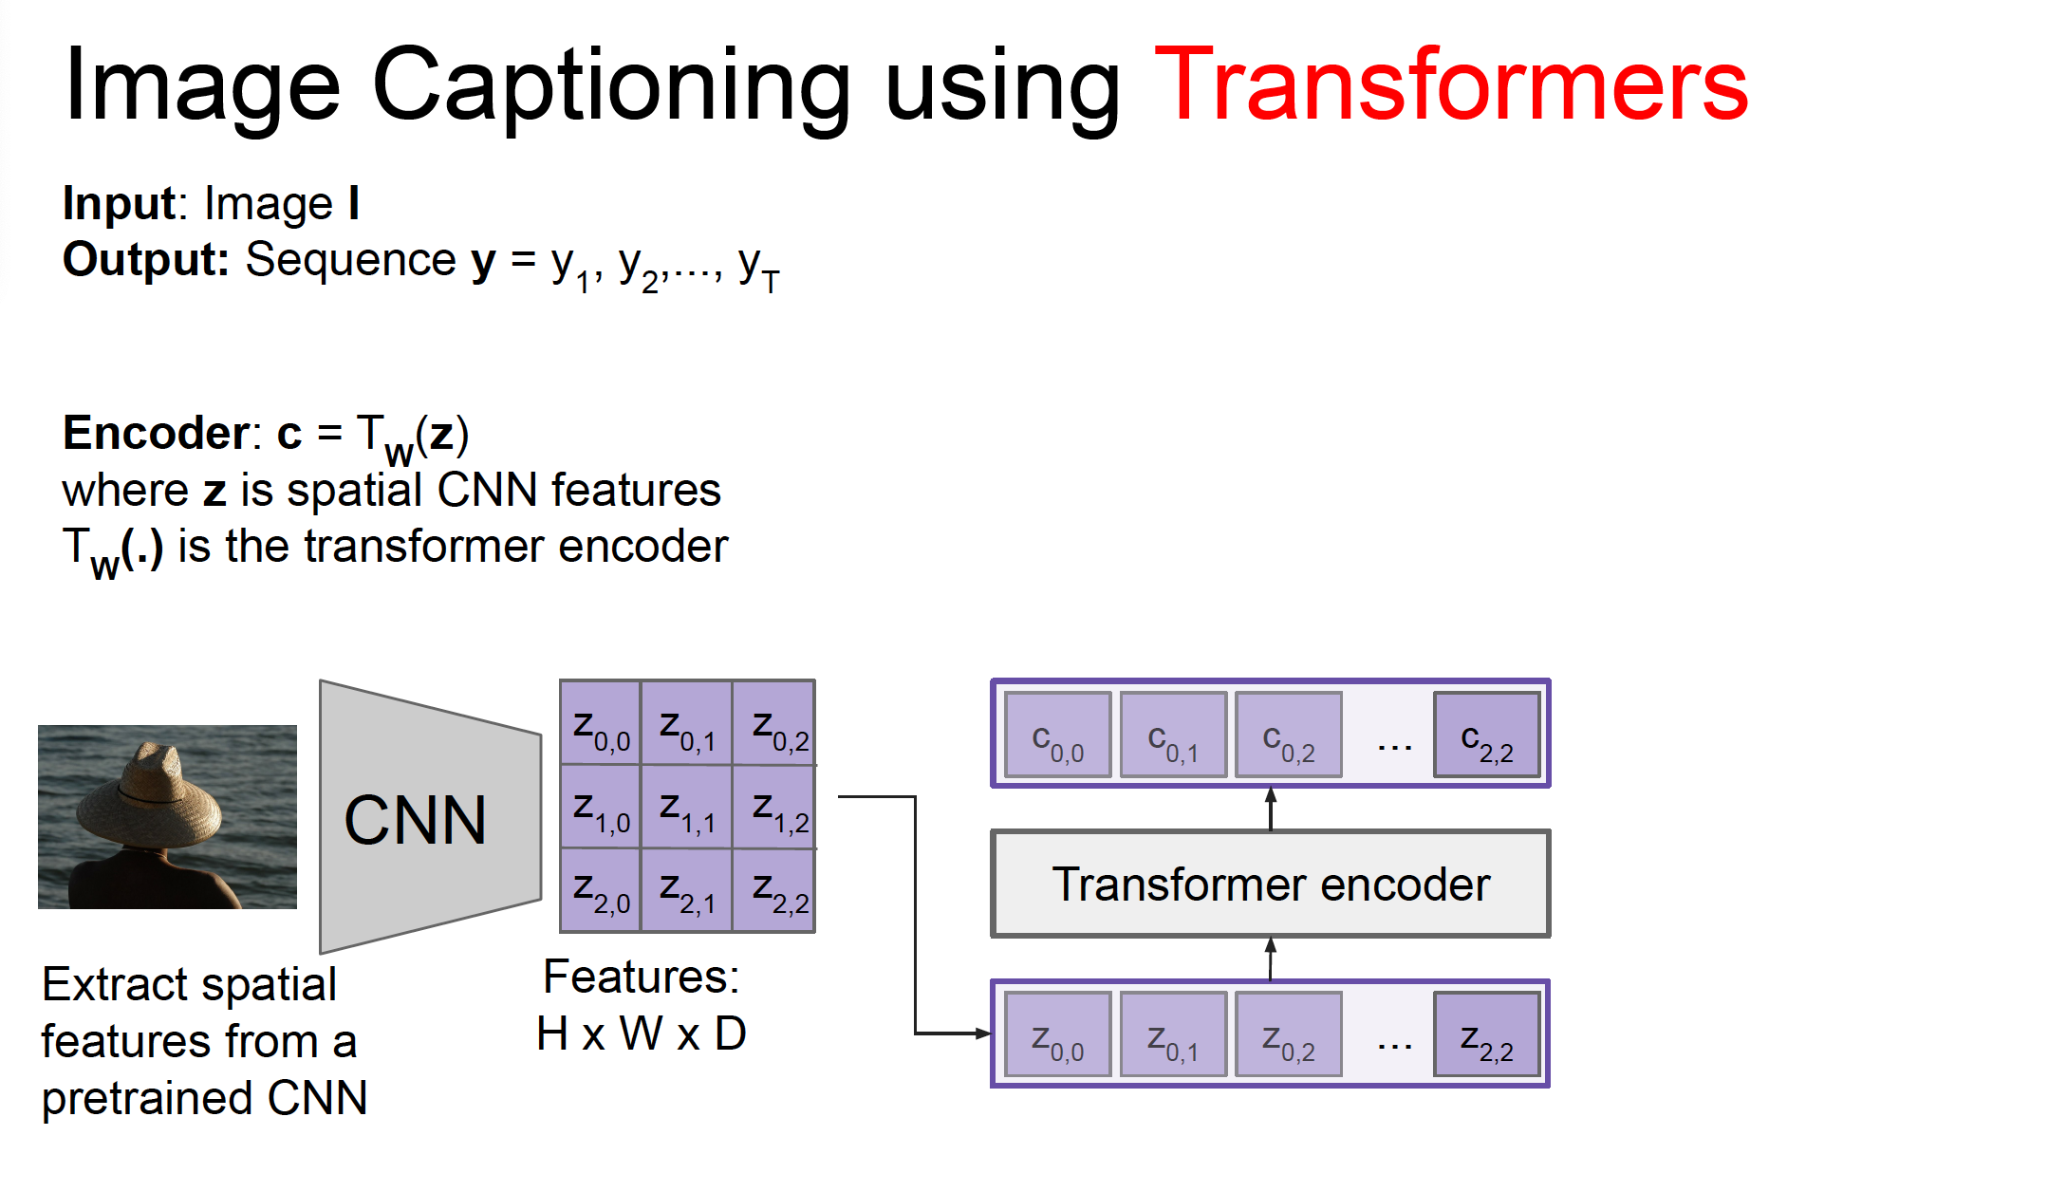 Image Captioning using Transformers
Input: Image I
Output: Sequence y = y1, y2,..., yT
Encoder: c = TW(z)
where z is spatial CNN features
TW(.) is the transformer encoder
CNN
z0,0 z0,1 z0,2
z1,0 z1,1 z1,2
z2,0 z2,1 z2,2
Extract spatial
features from a
pretrained CNN
Features:
H x W x D
c0,0 c0,1 c0,2 ... c2,2
Transformer encoder
z0,0 z0,1 z0,2 ... z2,2